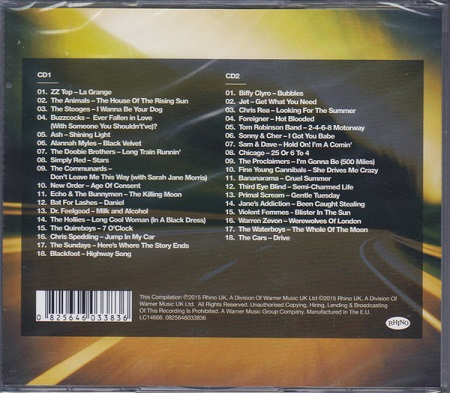 CD1
01. ZZ Top – La Grange
02. The Animals – The House Of The Rising Sun
03. The Stooges – I Wanna Be Your Dog
04. Buzzcocks – Ever Fallen in Love
(With Someone You Shouldn't've)?
05. Ash – Shining Light
06. Alannah Myles – Black Velvet
07. The Doobie Brothers – Long Train Runnin'
08. Simply Red – Stars
09. The Communards –
Don't Leave Me This Way (with Sarah Jane Morris)
10. New Order – Age Of Consent
11. Echo & The Bunnymen – The Killing Moon
12. Bat For Lashes – Daniel
13. Dr. Feelgood – Milk and Alcohol
14. The Hollies – Long Cool Woman (In A Black Dress)
15. The Quireboys – 7 O'Clock
16. Chris Spedding – Jump In My Car
17. The Sundays – Here's Where The Story Ends
18. Blackfoot – Highway Song
CD2
01. Biffy Clyro – Bubbles
02. Jet – Get What You Need
03. Chris Rea – Looking For The Summer
04. Foreigner – Hot Blooded
05. Tom Robinson Band – 2-4-6-8 Motorway
06. Sonny & Cher – I Got You Babe
07. Sam & Dave – Hold On! I'm A Comin'
08. Chicago – 25 Or 6 To 4
09. The Proclaimers – I'm Gonna Be (500 Miles)
10. Fine Young Cannibals – She Drives Me Crazy
11. Bananarama – Cruel Summer
12. Third Eye Blind – Semi-Charmed Life
13. Primal Scream – Gentle Tuesday
14. Jane's Addiction – Been Caught Stealing
15. Violent Femmes – Blister In The Sun
16. Warren Zevon – Werewolves Of London
17. The Waterboys – The Whole Of The Moon
18. The Cars – Drive
0 825646 033836
This Compilation ℗2015 Rhino UK, A Division Of Warner Music UK Ltd ©2015 Rhino UK, A Division Of
Warner Music UK Ltd. All Rights Reserved. Unauthorised Copying, Hiring, Lending & Broadcasting
Of This Recording Is Prohibited. A Warner Music Group Company. Manufactured In The E.U.
LC14666. 0825646033836
RHINO